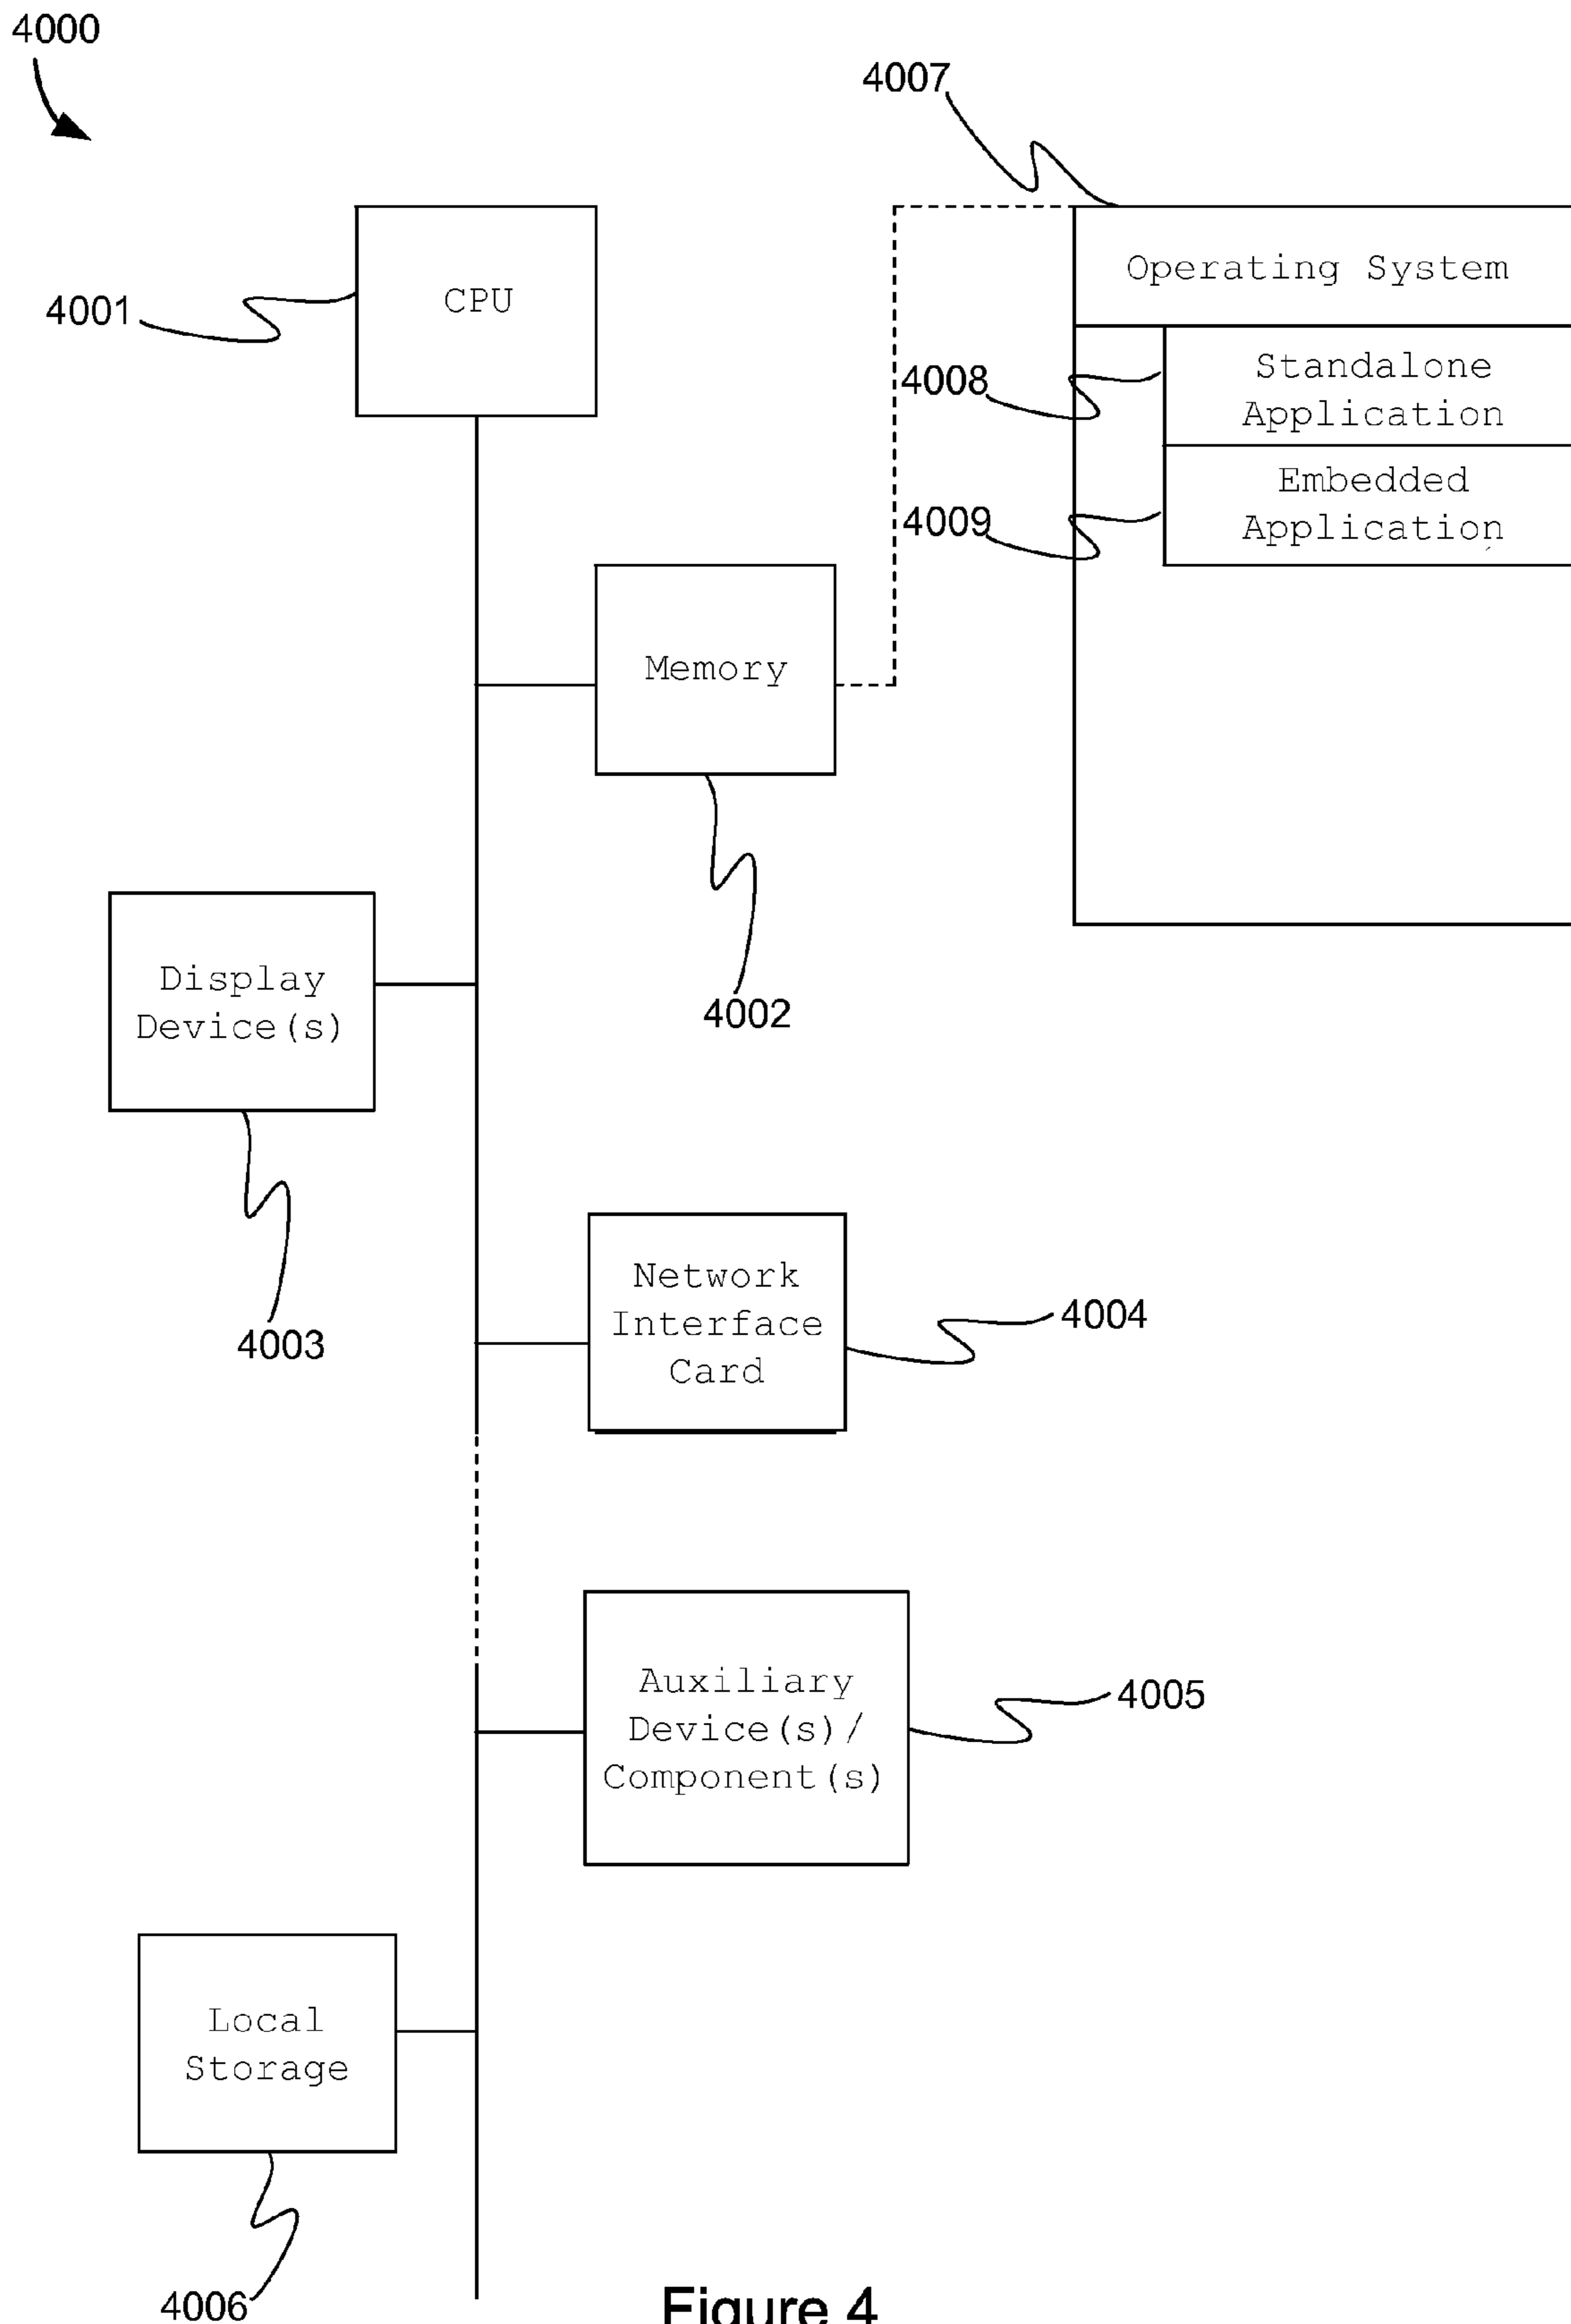 4000
4007
Operating System
CPU
4001
Standalone
Application
4008
Embedded
Application
4009
Memory
4002
Display
Device(s)
4003
Network
Interface
Card
4004
Auxiliary
Device(s)/
Component(s)
4005
Local
Storage
4006
Figure 4